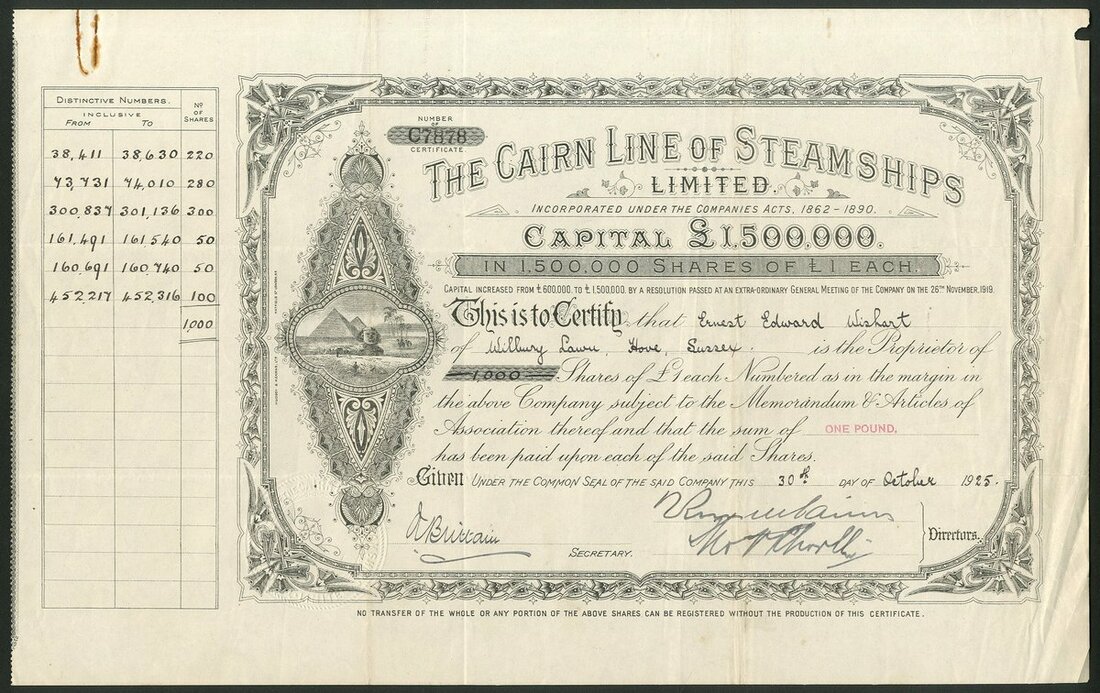 DISTINCTIVE NUMBERS.
INCLUSIVE
FROM TO
Nº OF SHARES
38,411 38,630 220
73,731 74,010 280
300,837 301,136 300
161,491 161,540 50
160,691 160,740 50
452,217 452,316 100
1,000
NUMBER
OF
C7878
CERTIFICATE.
THE CAIRN LINE OF STEAMSHIPS
LIMITED.
INCORPORATED UNDER THE COMPANIES ACTS, 1862-1890.
CAPITAL £1,500,000.
IN 1,500,000 SHARES OF £1 EACH.
CAPITAL INCREASED FROM £600,000. TO £1,500,000. BY A RESOLUTION PASSED AT AN EXTRA-ORDINARY GENERAL MEETING OF THE COMPANY ON THE 26TH NOVEMBER, 1919.
This is to Certify that Ernest Edward Wishart
of Wilbury Lawn, Hove, Sussex. is the Proprietor of
1,000 Shares of £1 each Numbered as in the margin in
the above Company subject to the Memorandum & Articles of
Association thereof and that the sum of ONE POUND,
has been paid upon each of the said Shares.
Given UNDER THE COMMON SEAL OF THE SAID COMPANY THIS 30th DAY OF October 1925.
Brittain
SECRETARY.
Directors.
NO TRANSFER OF THE WHOLE OR ANY PORTION OF THE ABOVE SHARES CAN BE REGISTERED WITHOUT THE PRODUCTION OF THIS CERTIFICATE.